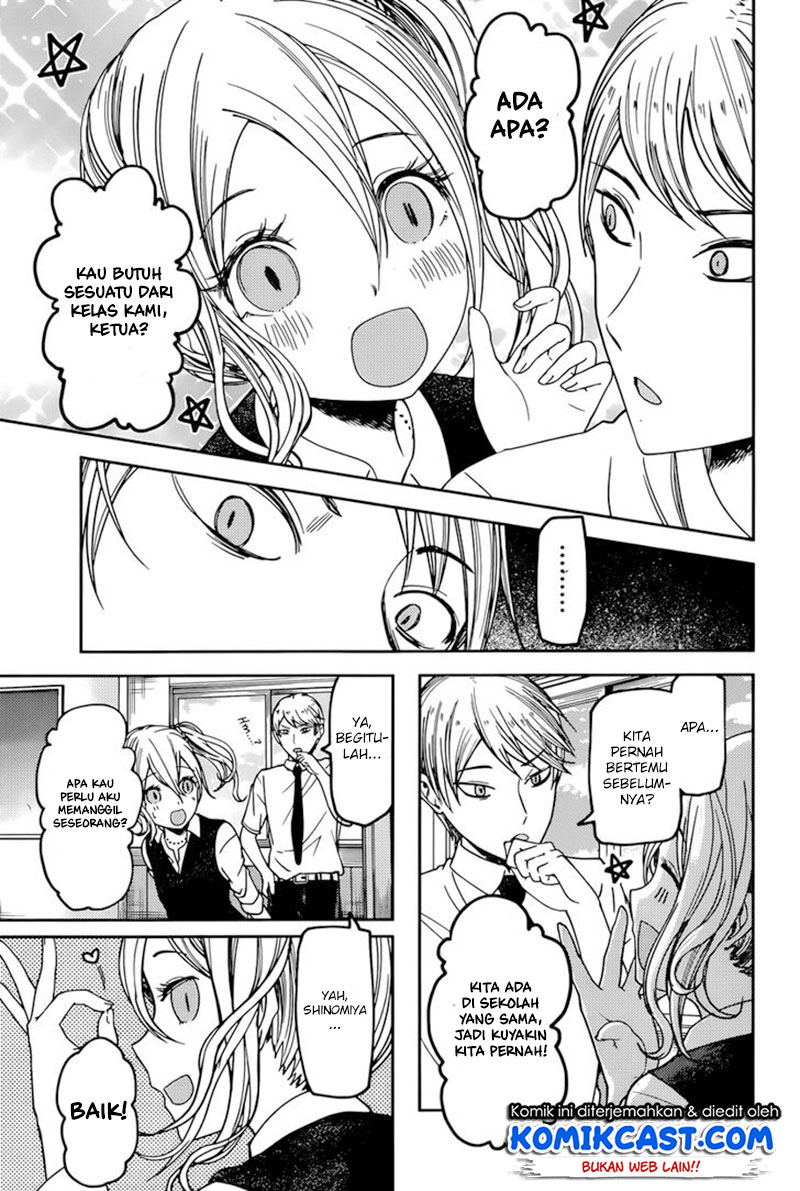 ADA
APA?
KAU BUTUH
SESUATU DARI
KELAS KAMI,
KETUA?
.........
APA...
KITA
PERNAH
BERTEMU
SEBELUM-
NYA?
KITA ADA
DI SEKOLAH
YANG SAMA,
JADI KUYAKIN
KITA PERNAH!
YA,
BEGITU-
LAH...
APA KAU
PERLU AKU
MEMANGGIL
SESEORANG?
YAH,
SHINOMIYA
...
BAIK!
Komik ini diterjemahkan & diedit oleh
KOMIKCAST.COM
BUKAN WEB LAIN!!